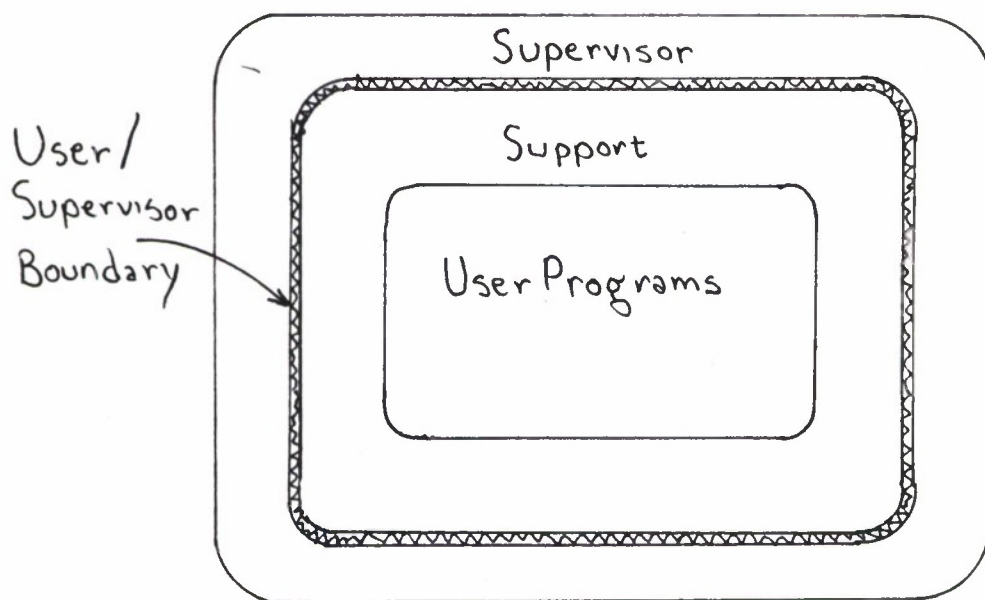 Supervisor
Support
User Programs
User/
Supervisor
Boundary